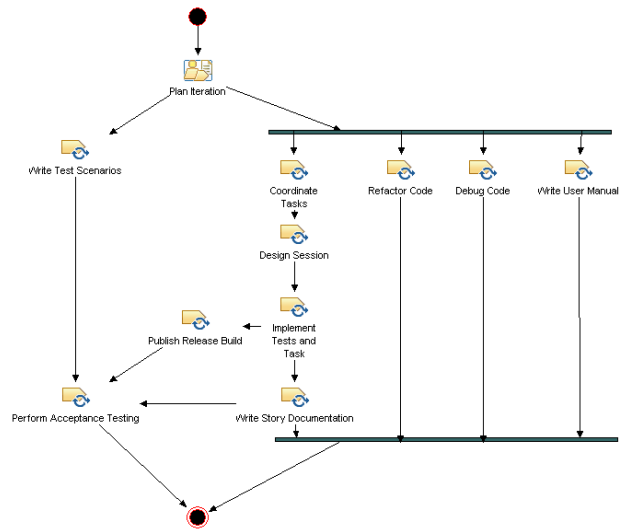 Plan Iteration
Write Test Scenarios
Coordinate
Tasks
Refactor Code
Debug Code
Write User Manual
Design Session
Publish Release Build
Implement
Tests and
Task
Perform Acceptance Testing
Write Story Documentation